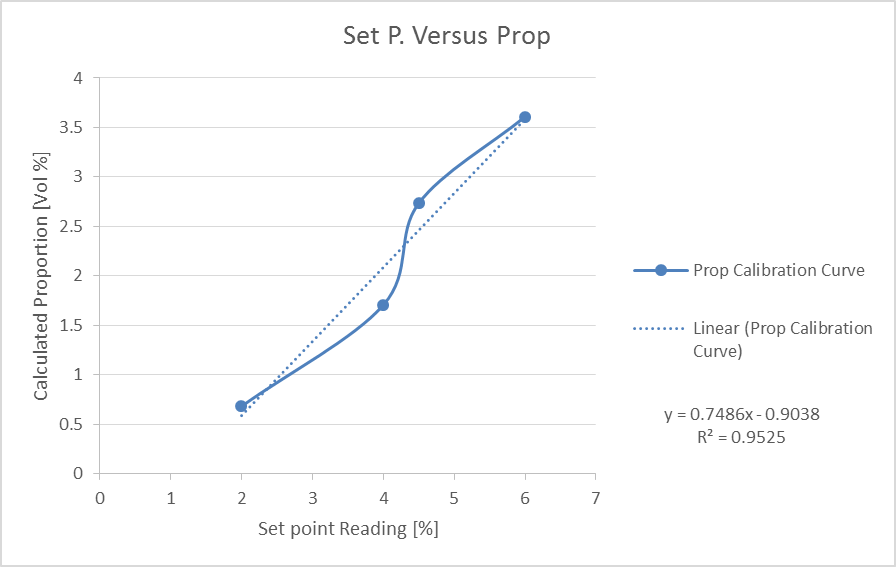 Set P. Versus Prop
Calculated Proportion [Vol %]
4
3.5
3
2.5
2
1.5
1
0.5
0
0 1 2 3 4 5 6 7
Set point Reading [%]
Prop Calibration Curve
Linear (Prop Calibration
Curve)
y = 0.7486x - 0.9038
R² = 0.9525